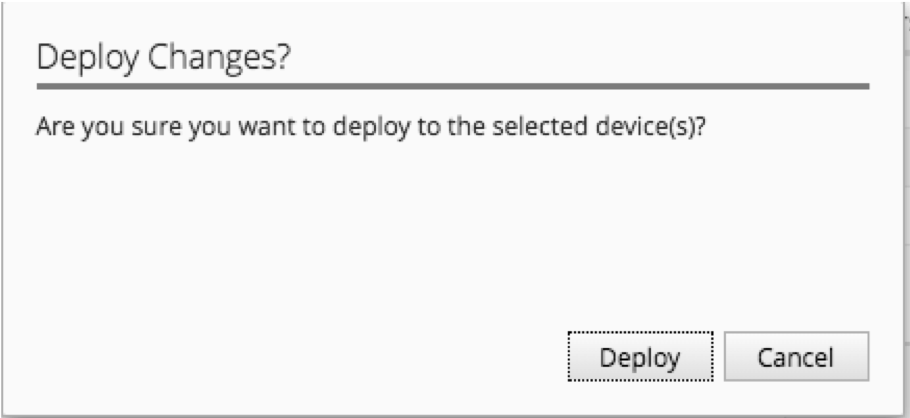 Deploy Changes?
Are you sure you want to deploy to the selected device(s)?
Deploy Cancel